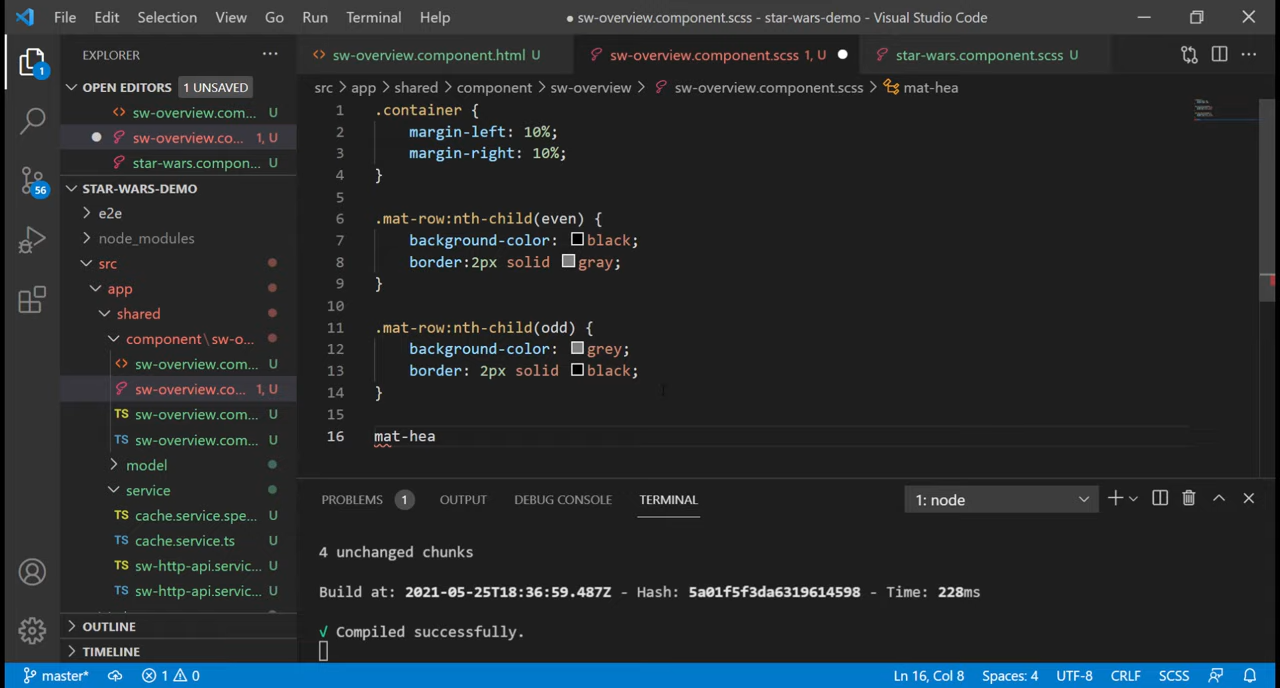 File Edit Selection View Go Run Terminal Help ● sw-overview.component.scss - star-wars-demo - Visual Studio Code
EXPLORER
OPEN EDITORS 1 UNSAVED
sw-overview.com... U
sw-overview.co... 1, U
star-wars.compon... U
STAR-WARS-DEMO
e2e
node_modules
src
app
shared
component\sw-o...
sw-overview.com... U
sw-overview.co... 1, U
TS sw-overview.com... U
TS sw-overview.com... U
model
service
TS cache.service.spe... U
TS cache.service.ts U
TS sw-http-api.servic... U
TS sw-http-api.servic... U
OUTLINE
TIMELINE
1
56
sw-overview.component.html U
sw-overview.component.scss 1, U
star-wars.component.scss U
src > app > shared > component > sw-overview > sw-overview.component.scss > mat-hea
1 .container {
2 margin-left: 10%;
3 margin-right: 10%;
4 }
5
6 .mat-row:nth-child(even) {
7 background-color: black;
8 border:2px solid gray;
9 }
10
11 .mat-row:nth-child(odd) {
12 background-color: grey;
13 border: 2px solid black;
14 }
15
16 mat-hea
PROBLEMS 1 OUTPUT DEBUG CONSOLE TERMINAL 1: node
4 unchanged chunks
Build at: 2021-05-25T18:36:59.487Z - Hash: 5a01f5f3da6319614598 - Time: 228ms
√ Compiled successfully.
master* 1 0 Ln 16, Col 8 Spaces: 4 UTF-8 CRLF SCSS